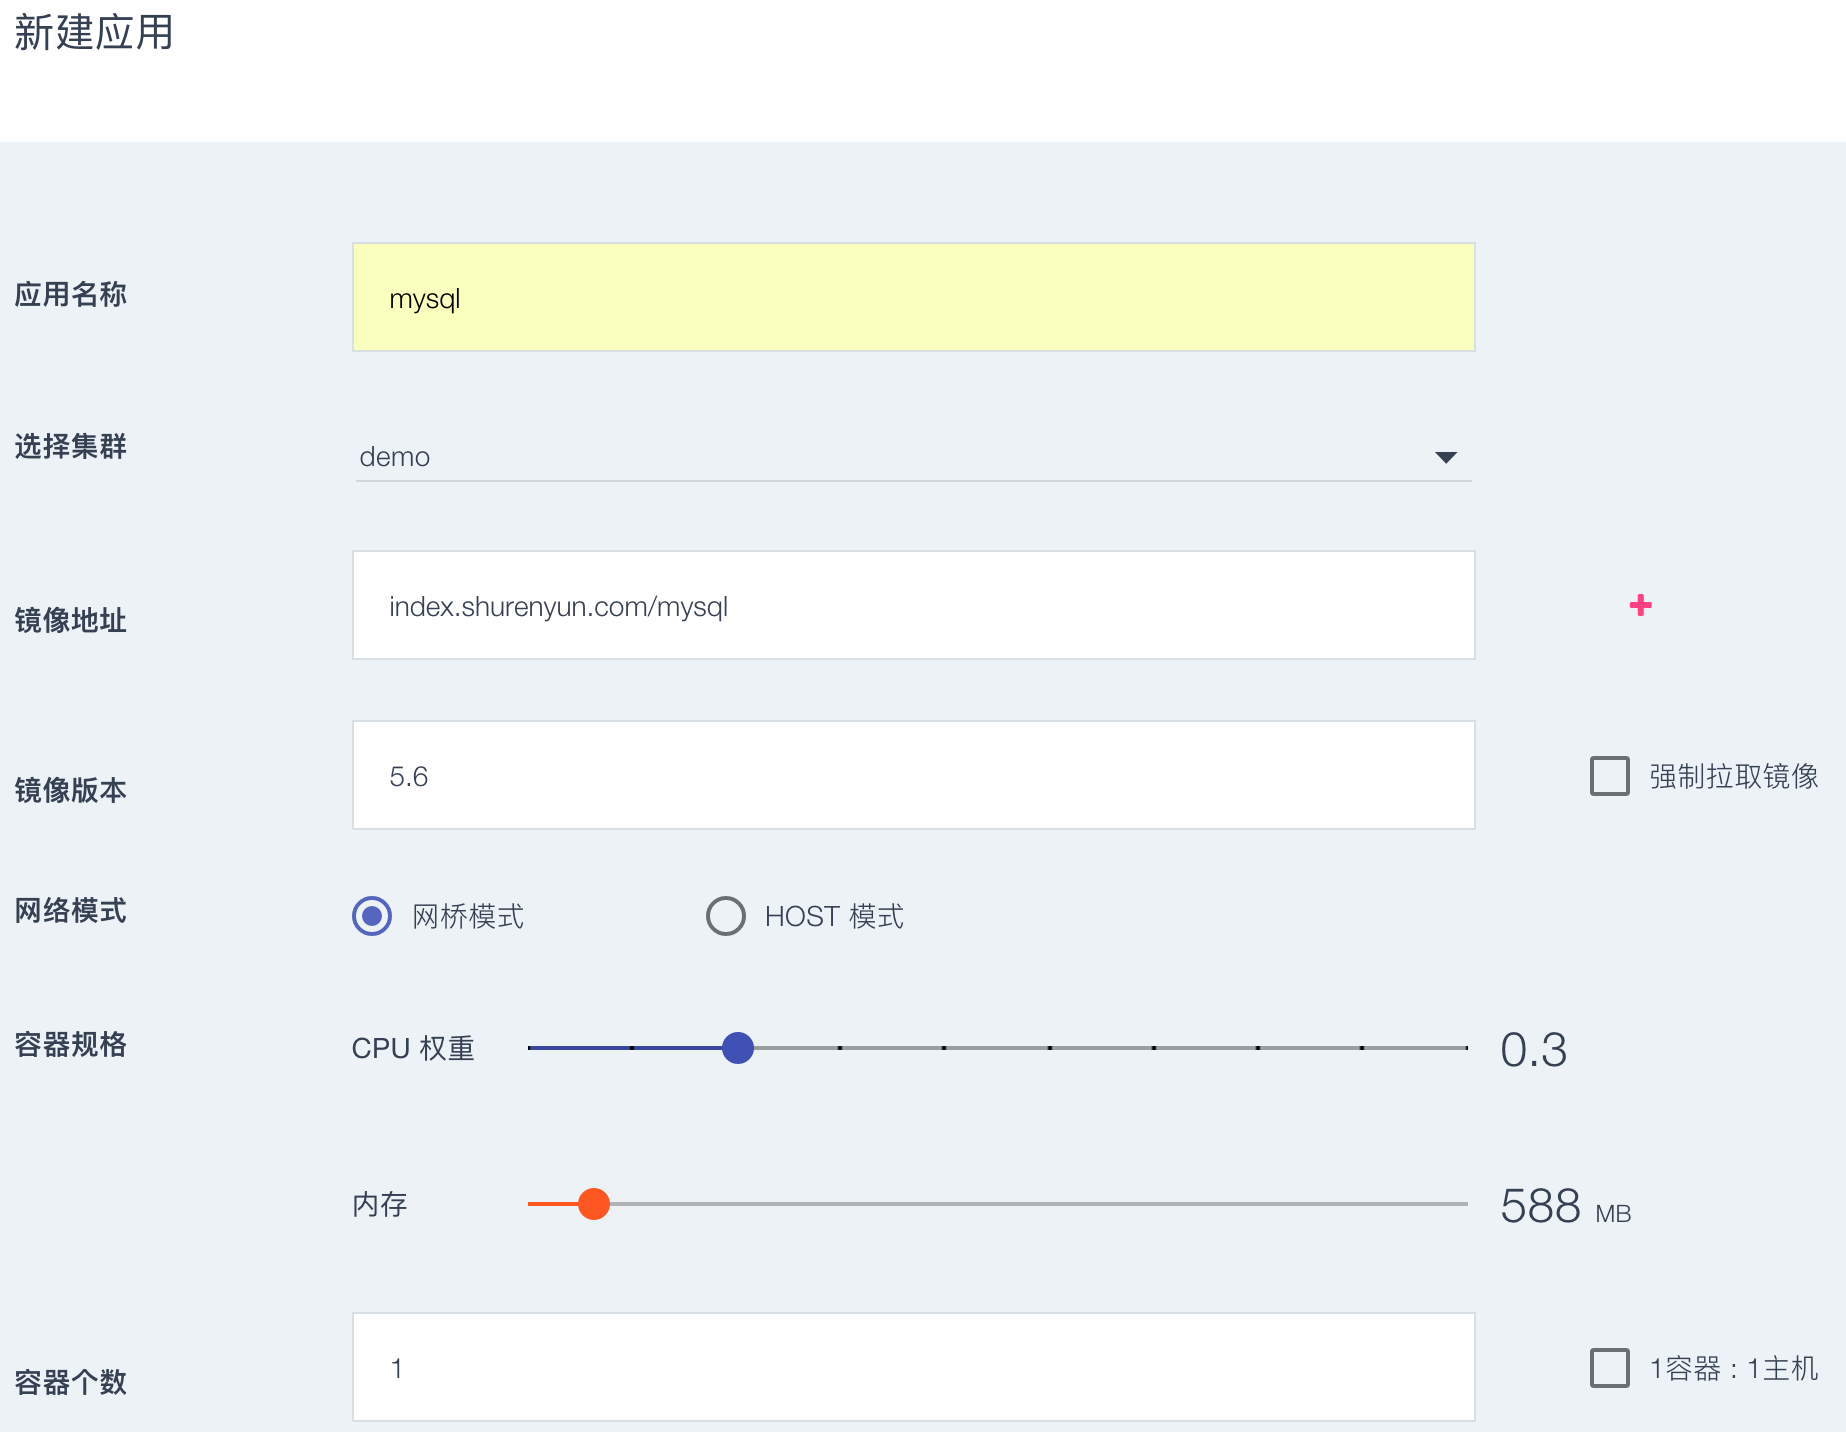 新建应用
应用名称
mysql
选择集群
demo
镜像地址
index.shurenyun.com/mysql
镜像版本
5.6
强制拉取镜像
网络模式
网桥模式
HOST 模式
容器规格
CPU 权重
0.3
内存
588 MB
容器个数
1
1容器 : 1主机